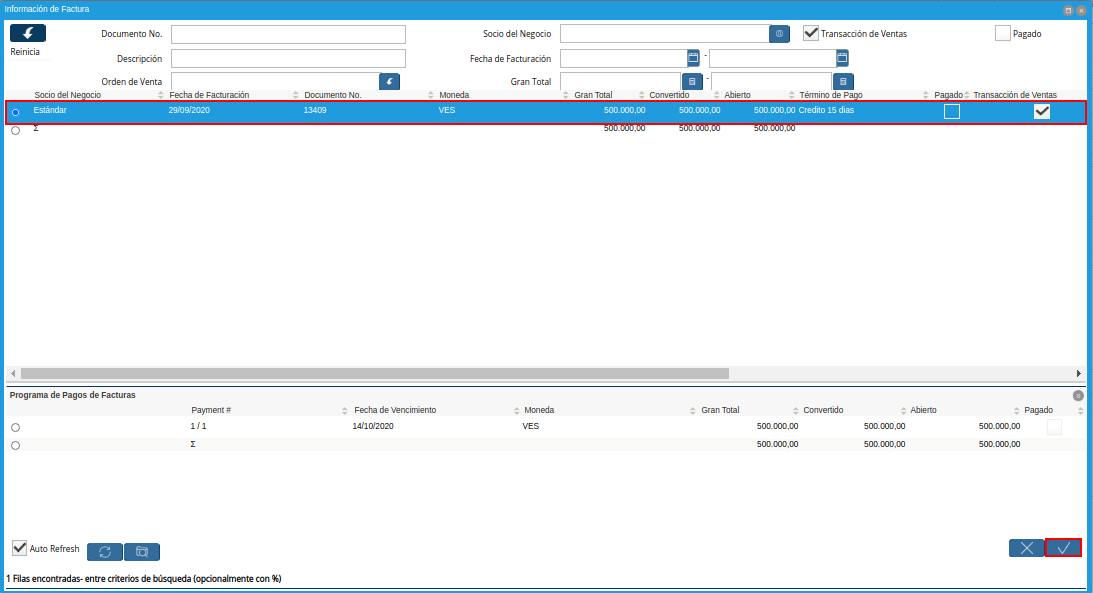 Información de Factura
Reinicia
Documento No. Socio del Negocio Transacción de Ventas Pagado
Descripción Fecha de Facturación -
Orden de Venta Gran Total -
Socio del Negocio Fecha de Facturación Documento No. Moneda Gran Total Convertido Abierto Término de Pago Pagado Transacción de Ventas
Estándar 29/09/2020 13409 VES 500.000,00 500.000,00 500.000,00 Credito 15 dias
Σ 500.000,00 500.000,00 500.000,00
Programa de Pagos de Facturas
Payment # Fecha de Vencimiento Moneda Gran Total Convertido Abierto Pagado
1 / 1 14/10/2020 VES 500.000,00 500.000,00 500.000,00
Σ 500.000,00 500.000,00 500.000,00
Auto Refresh
1 Filas encontradas- entre criterios de búsqueda (opcionalmente con %)